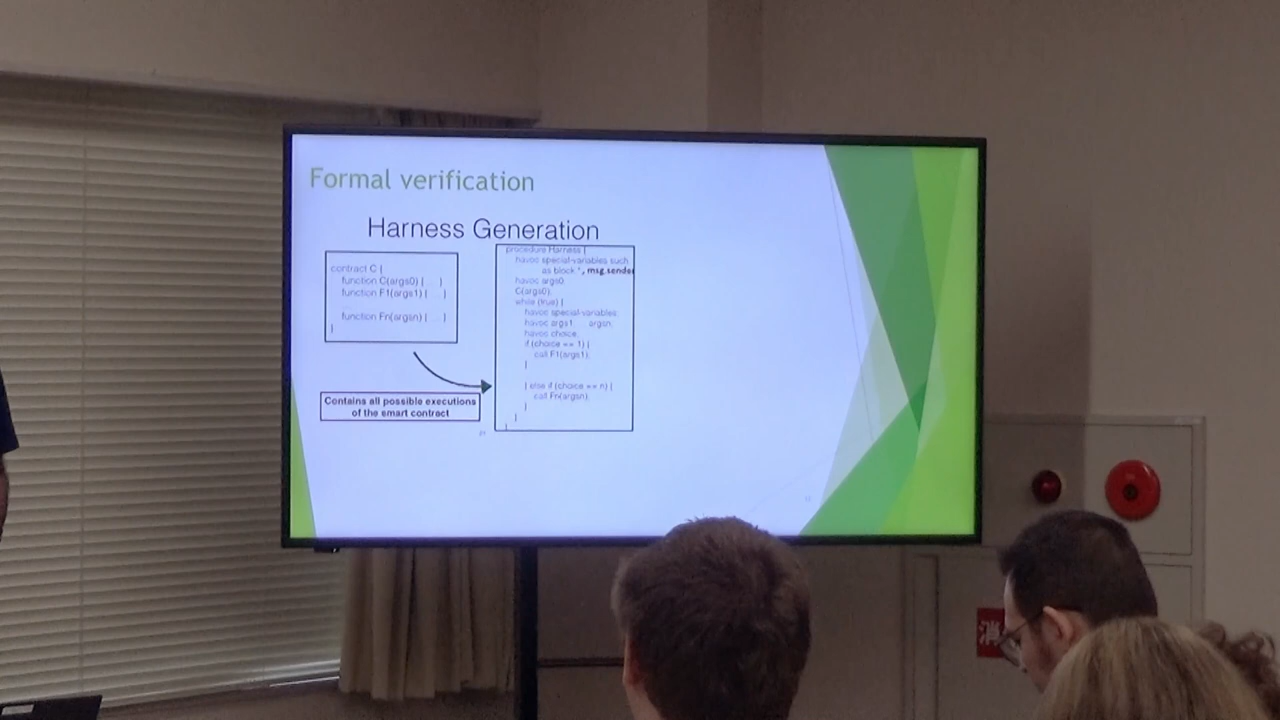 Formal verification
Harness Generation
contract C {
function C(args0) { ... }
function F1(args1) { ... }
function Fn(argsn) { ... }
}
Contains all possible executions
of the smart contract
procedure Harness {
havoc special-variables such
as block.*, msg.sender
havoc args0;
C(args0);
while (true) {
havoc special-variables;
havoc args1 ... argsn;
havoc choice;
if (choice == 1) {
call F1(args1);
}
} else if (choice == n) {
call Fn(argsn);
}
}
}
消